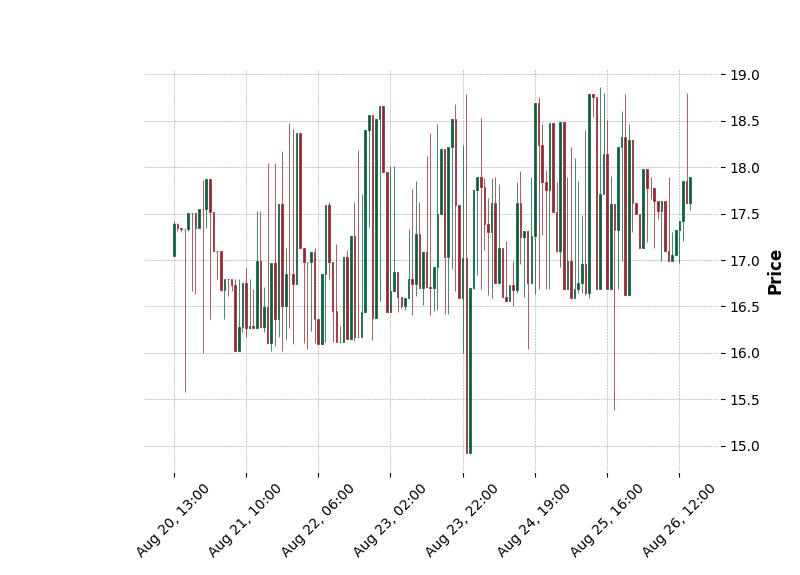 19.0
18.5
18.0
17.5
17.0
16.5
16.0
15.5
15.0
Price
Aug 20, 13:00
Aug 21, 10:00
Aug 22, 06:00
Aug 23, 02:00
Aug 23, 22:00
Aug 24, 19:00
Aug 25, 16:00
Aug 26, 12:00